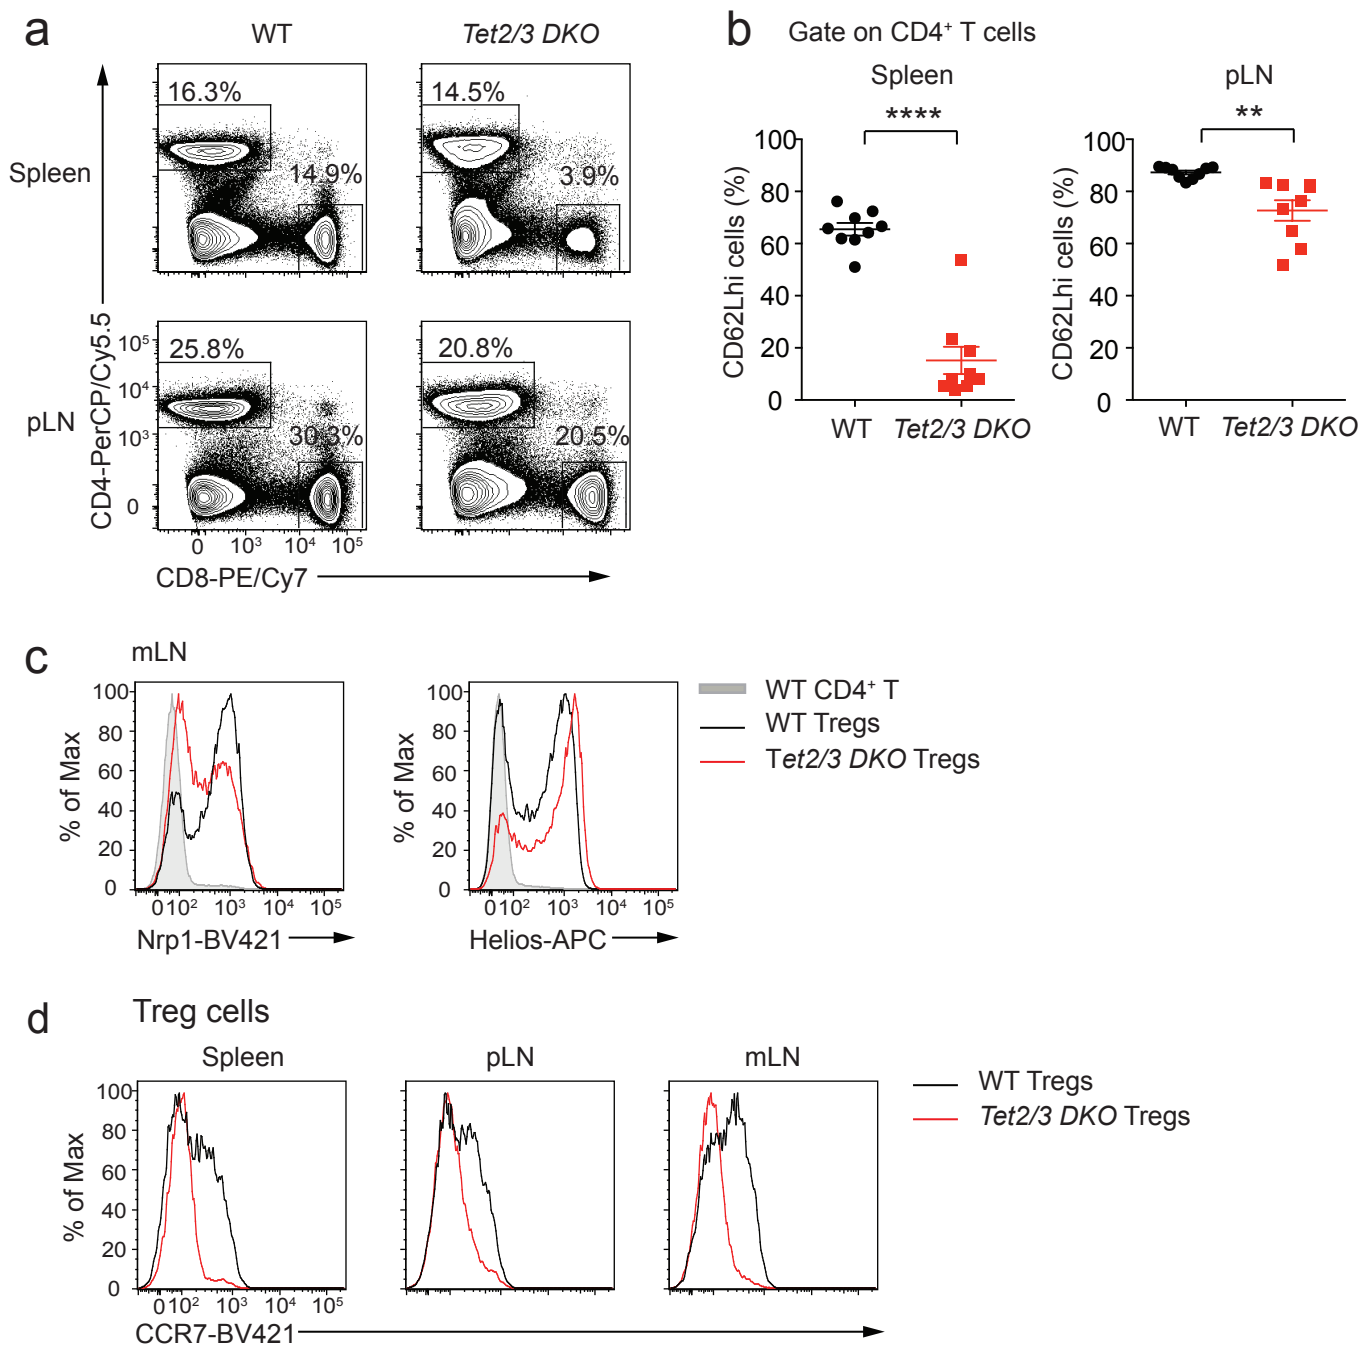 a
WT
Tet2/3 DKO
Spleen
16.3%
14.9%
14.5%
3.9%
pLN
25.8%
30.3%
20.8%
20.5%
CD4-PerCP/Cy5.5
10⁵
10⁴
10³
0
0 10³ 10⁴ 10⁵
CD8-PE/Cy7
b
Gate on CD4⁺ T cells
Spleen
****
CD62Lhi cells (%)
100
80
60
40
20
0
WT Tet2/3 DKO
pLN
**
CD62Lhi cells (%)
100
80
60
40
20
0
WT Tet2/3 DKO
c
mLN
% of Max
100
80
60
40
20
0
0 10² 10³ 10⁴ 10⁵
Nrp1-BV421
% of Max
100
80
60
40
20
0
0 10² 10³ 10⁴ 10⁵
Helios-APC
WT CD4⁺ T
WT Tregs
Tet2/3 DKO Tregs
d
Treg cells
Spleen
pLN
mLN
% of Max
100
80
60
40
20
0
0 10² 10³ 10⁴ 10⁵
CCR7-BV421
WT Tregs
Tet2/3 DKO Tregs